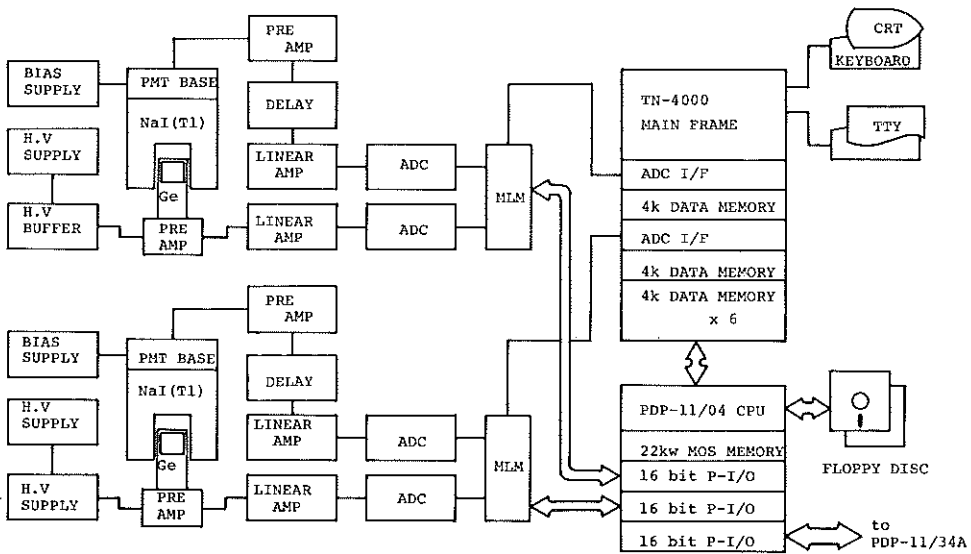 BIAS
SUPPLY
H.V
SUPPLY
H.V
BUFFER
PMT BASE
NaI(Tl)
Ge
PRE
AMP
PRE
AMP
DELAY
LINEAR
AMP
LINEAR
AMP
ADC
ADC
MLM
BIAS
SUPPLY
H.V
SUPPLY
H.V
SUPPLY
PMT BASE
NaI(Tl)
Ge
PRE
AMP
PRE
AMP
DELAY
LINEAR
AMP
LINEAR
AMP
ADC
ADC
MLM
TN-4000
MAIN FRAME
ADC I/F
4k DATA MEMORY
ADC I/F
4k DATA MEMORY
4k DATA MEMORY
x 6
CRT
KEYBOARD
TTY
PDP-11/04 CPU
22kw MOS MEMORY
16 bit P-I/O
16 bit P-I/O
16 bit P-I/O
FLOPPY DISC
to
PDP-11/34A